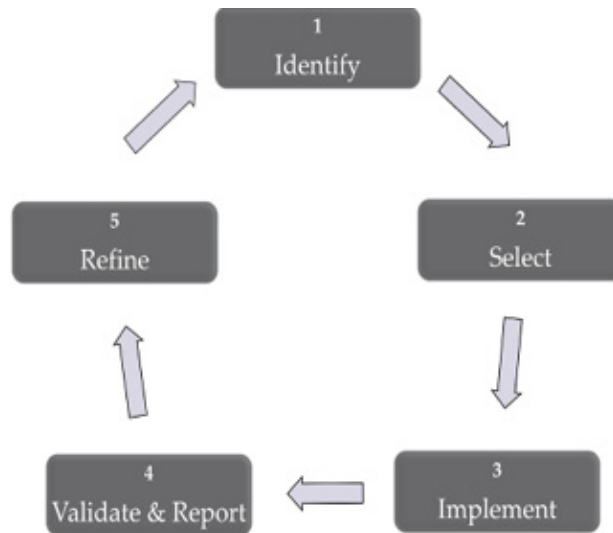 1
Identify
2
Select
3
Implement
4
Validate & Report
5
Refine